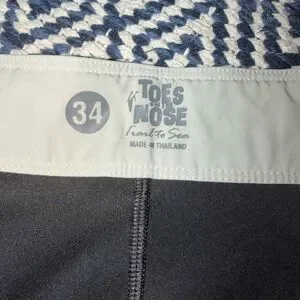 34
TOES
ON THE
NOSE
Trail to Sea
MADE IN THAILAND